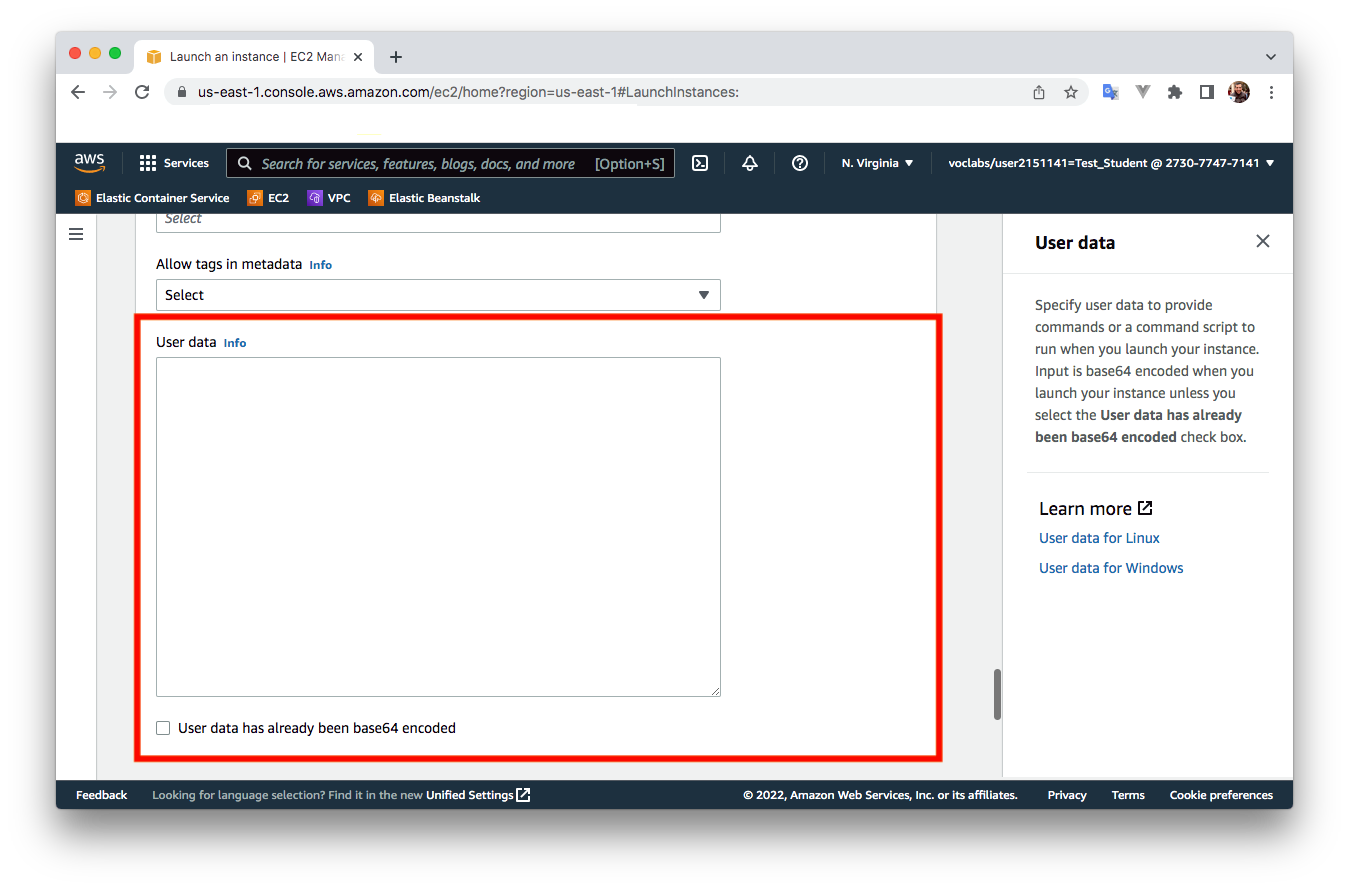 Launch an instance | EC2 Man
us-east-1.console.aws.amazon.com/ec2/home?region=us-east-1#LaunchInstances:
aws
Services
Search for services, features, blogs, docs, and more [Option+S]
N. Virginia
voclabs/user2151141=Test_Student @ 2730-7747-7141
Elastic Container Service
EC2
VPC
Elastic Beanstalk
Select
Allow tags in metadata Info
Select
User data Info
User data has already been base64 encoded
User data
Specify user data to provide
commands or a command script to
run when you launch your instance.
Input is base64 encoded when you
launch your instance unless you
select the User data has already
been base64 encoded check box.
Learn more
User data for Linux
User data for Windows
Feedback
Looking for language selection? Find it in the new Unified Settings
© 2022, Amazon Web Services, Inc. or its affiliates.
Privacy
Terms
Cookie preferences